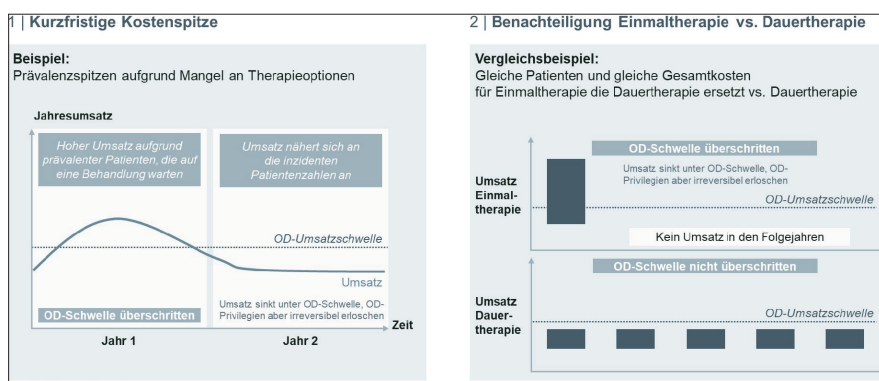 1 | Kurzfristige Kostenspitze
Beispiel:
Prävalenzspitzen aufgrund Mangel an Therapieoptionen
Jahresumsatz
Hoher Umsatz aufgrund
prävalenter Patienten, die auf
eine Behandlung warten
Umsatz nähert sich an
die inzidenten
Patientenzahlen an
OD-Umsatzschwelle
Umsatz
OD-Schwelle überschritten
Umsatz sinkt unter OD-Schwelle, OD-
Privilegien aber irreversibel erloschen
Zeit
Jahr 1
Jahr 2
2 | Benachteiligung Einmaltherapie vs. Dauertherapie
Vergleichsbeispiel:
Gleiche Patienten und gleiche Gesamtkosten
für Einmaltherapie die Dauertherapie ersetzt vs. Dauertherapie
OD-Schwelle überschritten
Umsatz sinkt unter OD-Schwelle, OD-
Privilegien aber irreversibel erloschen
Umsatz
Einmal-
therapie
OD-Umsatzschwelle
Kein Umsatz in den Folgejahren
OD-Schwelle nicht überschritten
Umsatz
Dauer-
therapie
OD-Umsatzschwelle